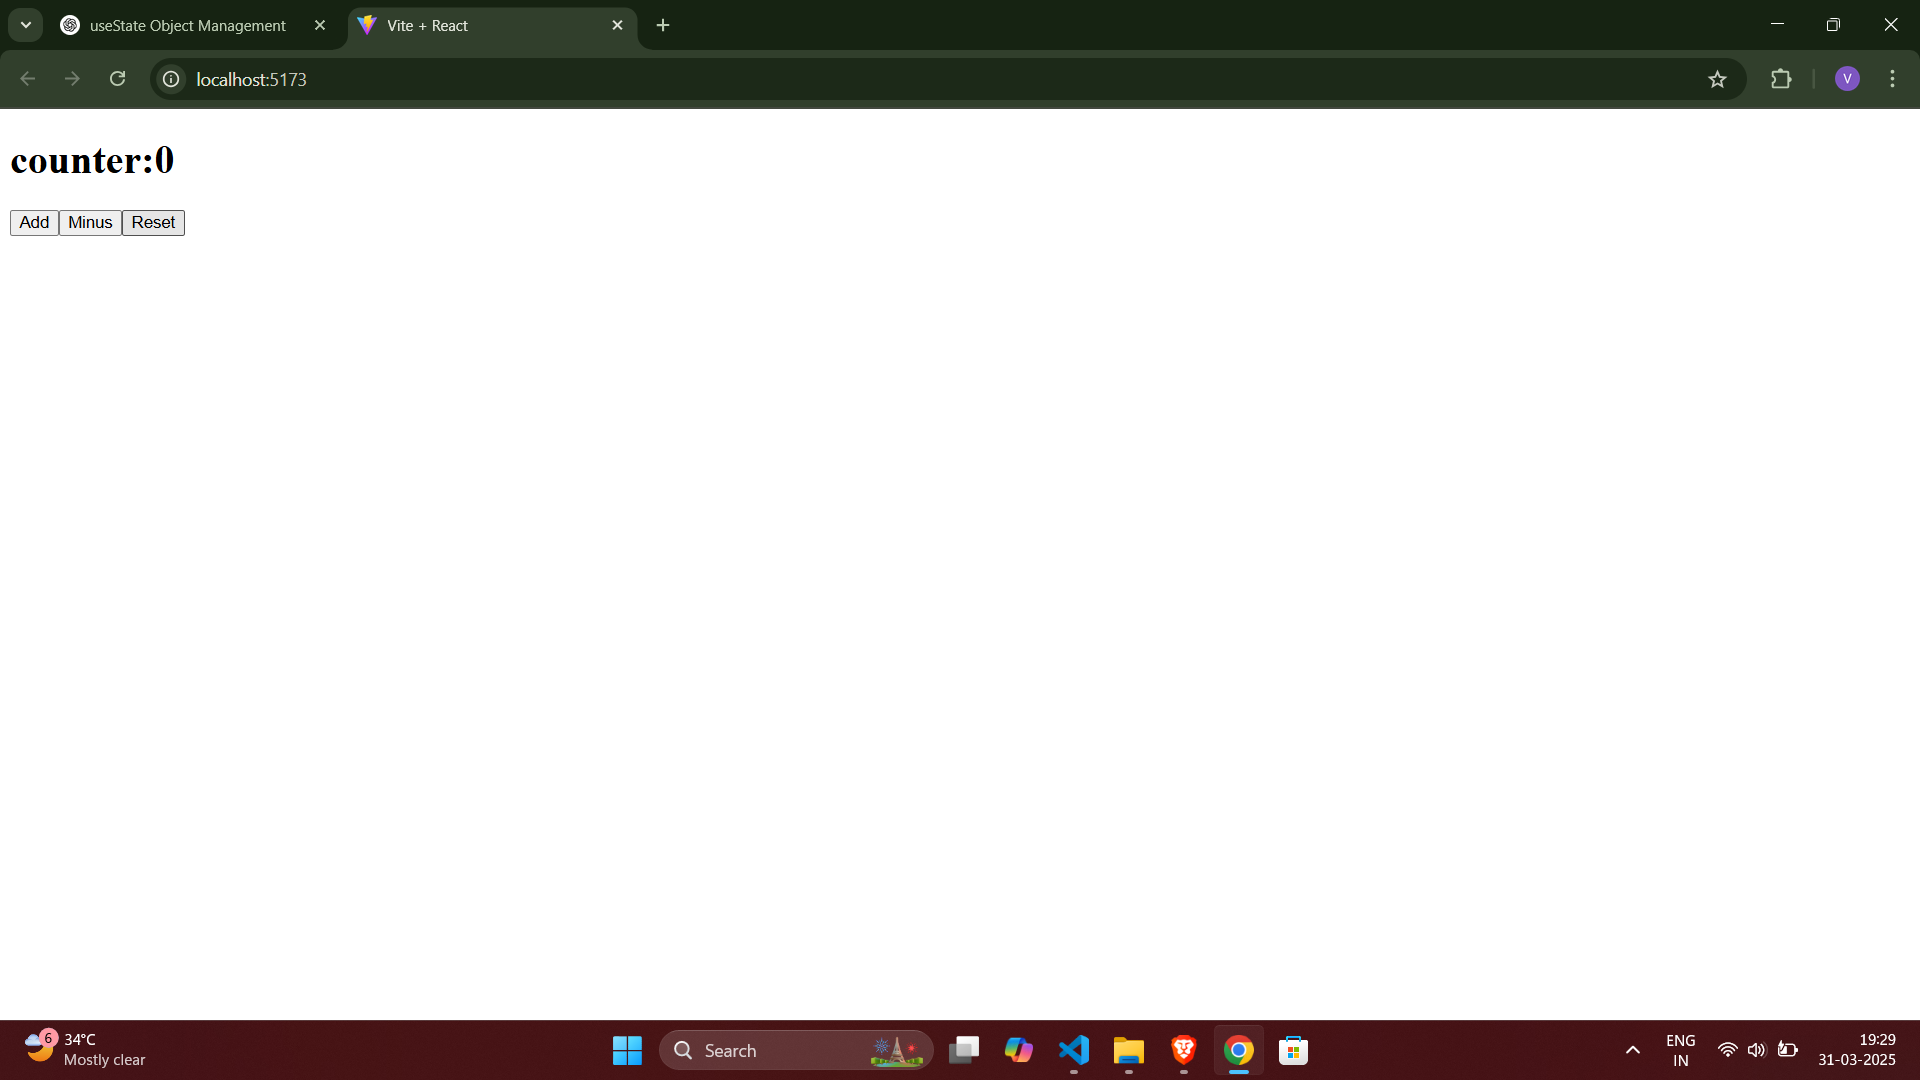 useState Object Management
Vite + React
localhost:5173
V
counter:0
Add Minus Reset
6
34°C
Mostly clear
Search
ENG
IN
19:29
31-03-2025